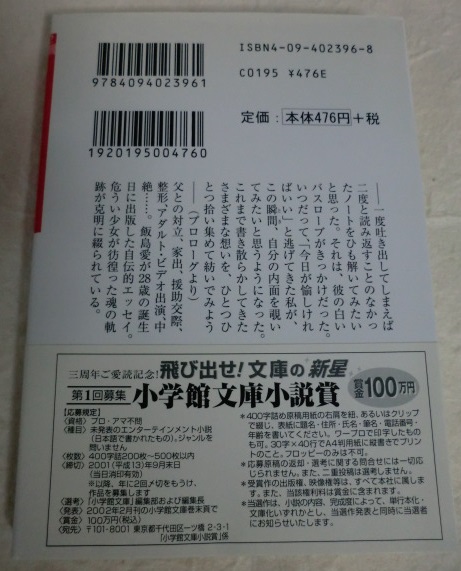 ISBN4-09-402396-8
9784094023961
C0195 ¥476E
定価：本体476円＋税
1920195004760
――一度吐き出してしまえば
二度と読み返すことのなかっ
たノートをひも解いてみたい
と思った。それは、彼の白い
バスローブがきっかけだった。
いつだって、「今日が愉しけれ
ばいい」と逃げてきた私が、
この瞬間、自分の内面を覗い
てみたいと思うようになった。
これまで書き散らかしてきた
さまざまな想いを、ひとつひ
とつ拾い集めて紡いでみよう
――（プロローグより）
父との対立、家出、援助交際、
整形、アダルト・ビデオ出演、中
絶……。飯島愛が28歳の誕生
日に出版した自伝的エッセイ。
危うい少女が彷徨った魂の軌
跡が克明に綴られている。
三周年ご愛読記念！飛び出せ！文庫の新星
第1回募集 小学館文庫小説賞 賞金100万円
【応募規定】
〈資格〉プロ・アマ不問
〈種目〉未発表のエンターテインメント小説
（日本語で書かれたもの）。ジャンルを
問いません。
〈枚数〉400字詰200枚～500枚以内
〈締切〉2001（平成13）年9月末日
（当日消印有効）
※以降、年に2回〆切をもうけ、
作品を募集します
〈選考〉「小学館文庫」編集部および編集長
〈発表〉2002年2月刊の小学館文庫巻末頁で
〈賞金〉100万円（税込）
〈宛先〉〒101-8001 東京都千代田区一ツ橋2-3-1
「小学館文庫小説賞」係
＊400字詰め原稿用紙の右肩を紐、あるいはクリップ
で綴じ、表紙に題名・住所・氏名・筆名・電話番号・
年齢を書いてください。ワープロで印字したもの
も可。30字×40行でA4判用紙に縦書きでプリント
のこと。フロッピーのみは不可。
＊応募原稿の返却・選考に関する問合せには一切応
じられません。また、二重投稿は選考しません。
＊受賞作の出版権、映像権等は、すべて本社に属しま
す。また、当該権利料は賞金に含まれます。
＊当選作は、小説の内容、完成度によって、単行本化・
文庫化いずれかとし、当選作発表と同時に当選者
にお知らせいたします。